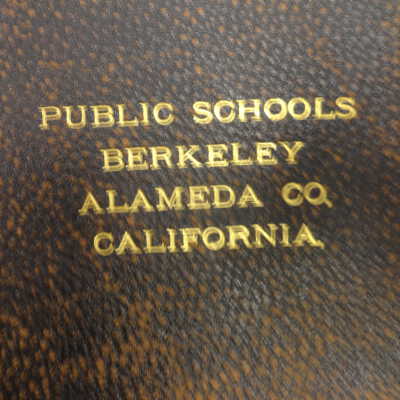 PUBLIC SCHOOLS
BERKELEY
ALAMEDA CO.
CALIFORNIA.